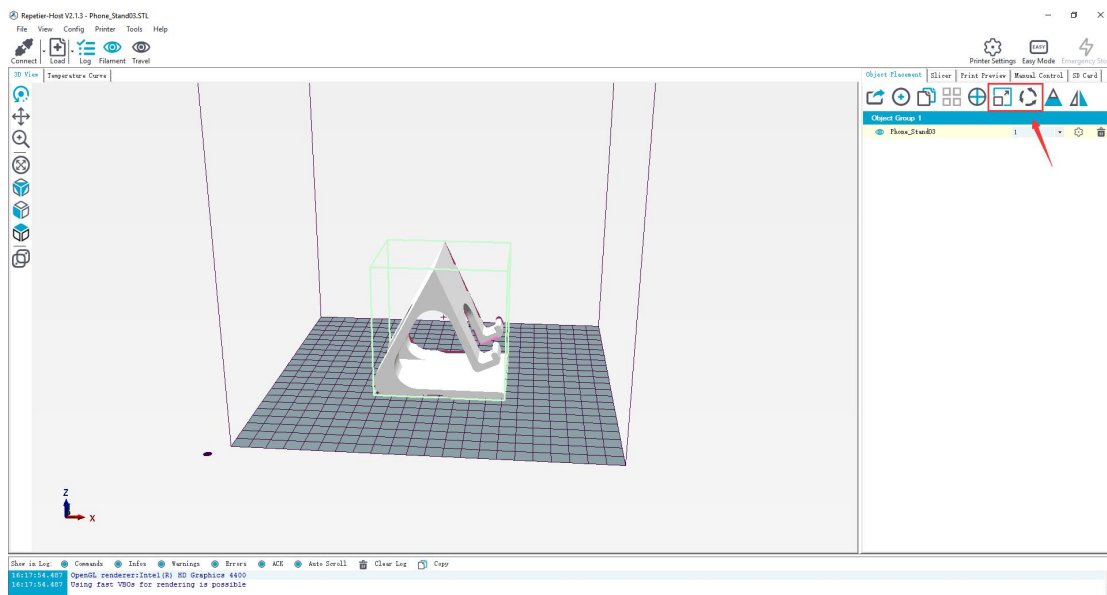 Repetier-Host V2.1.3 - Phone_Stand03.STL
File View Config Printer Tools Help
Connect Load Log Filament Travel
EASY
Printer Settings Easy Mode Emergency Sto
3D View Temperature Curve
Object Placement Slicer Print Preview Manual Control SD Card
Object Group 1
Phone_Stand03 1
Z
X
Show in Log: Commands Infos Warnings Errors ACK Auto Scroll Clear Log Copy
16:17:54.487 OpenGL renderer:Intel(R) HD Graphics 4400
16:17:54.487 Using fast VBOs for rendering is possible